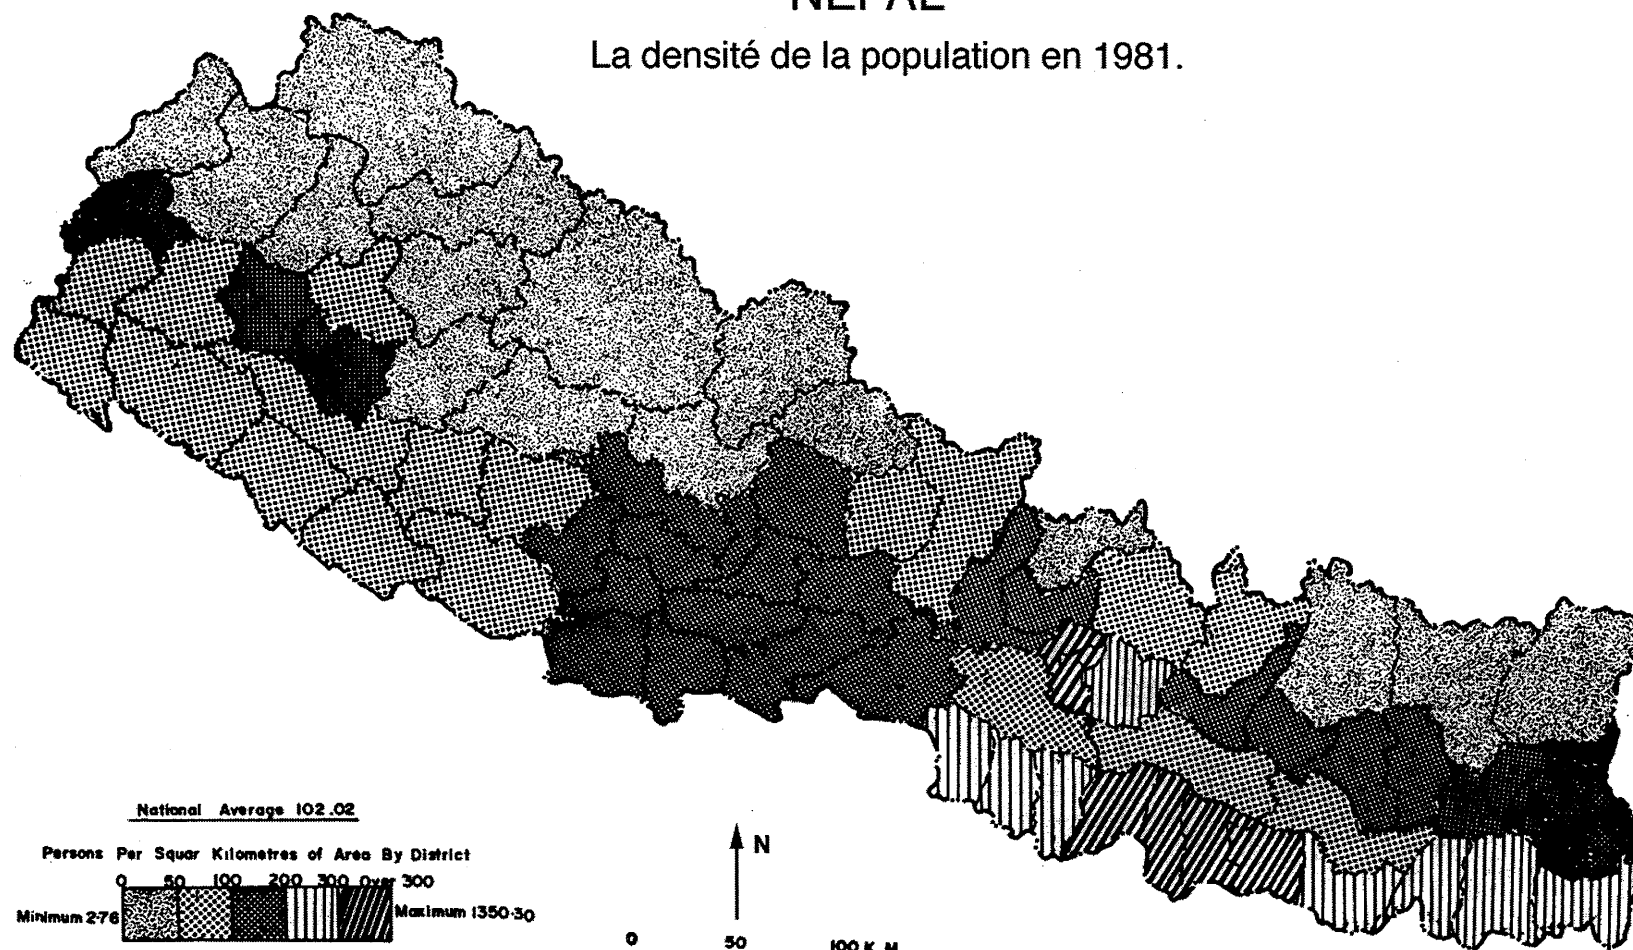 NEPAL
La densité de la population en 1981.
National Average 102.02
Persons Per Squar Kilometres of Area By District
0 50 100 200 300 Over 300
Minimum 2·76
Maximum 1350·30
N
0 50 100 K. M.